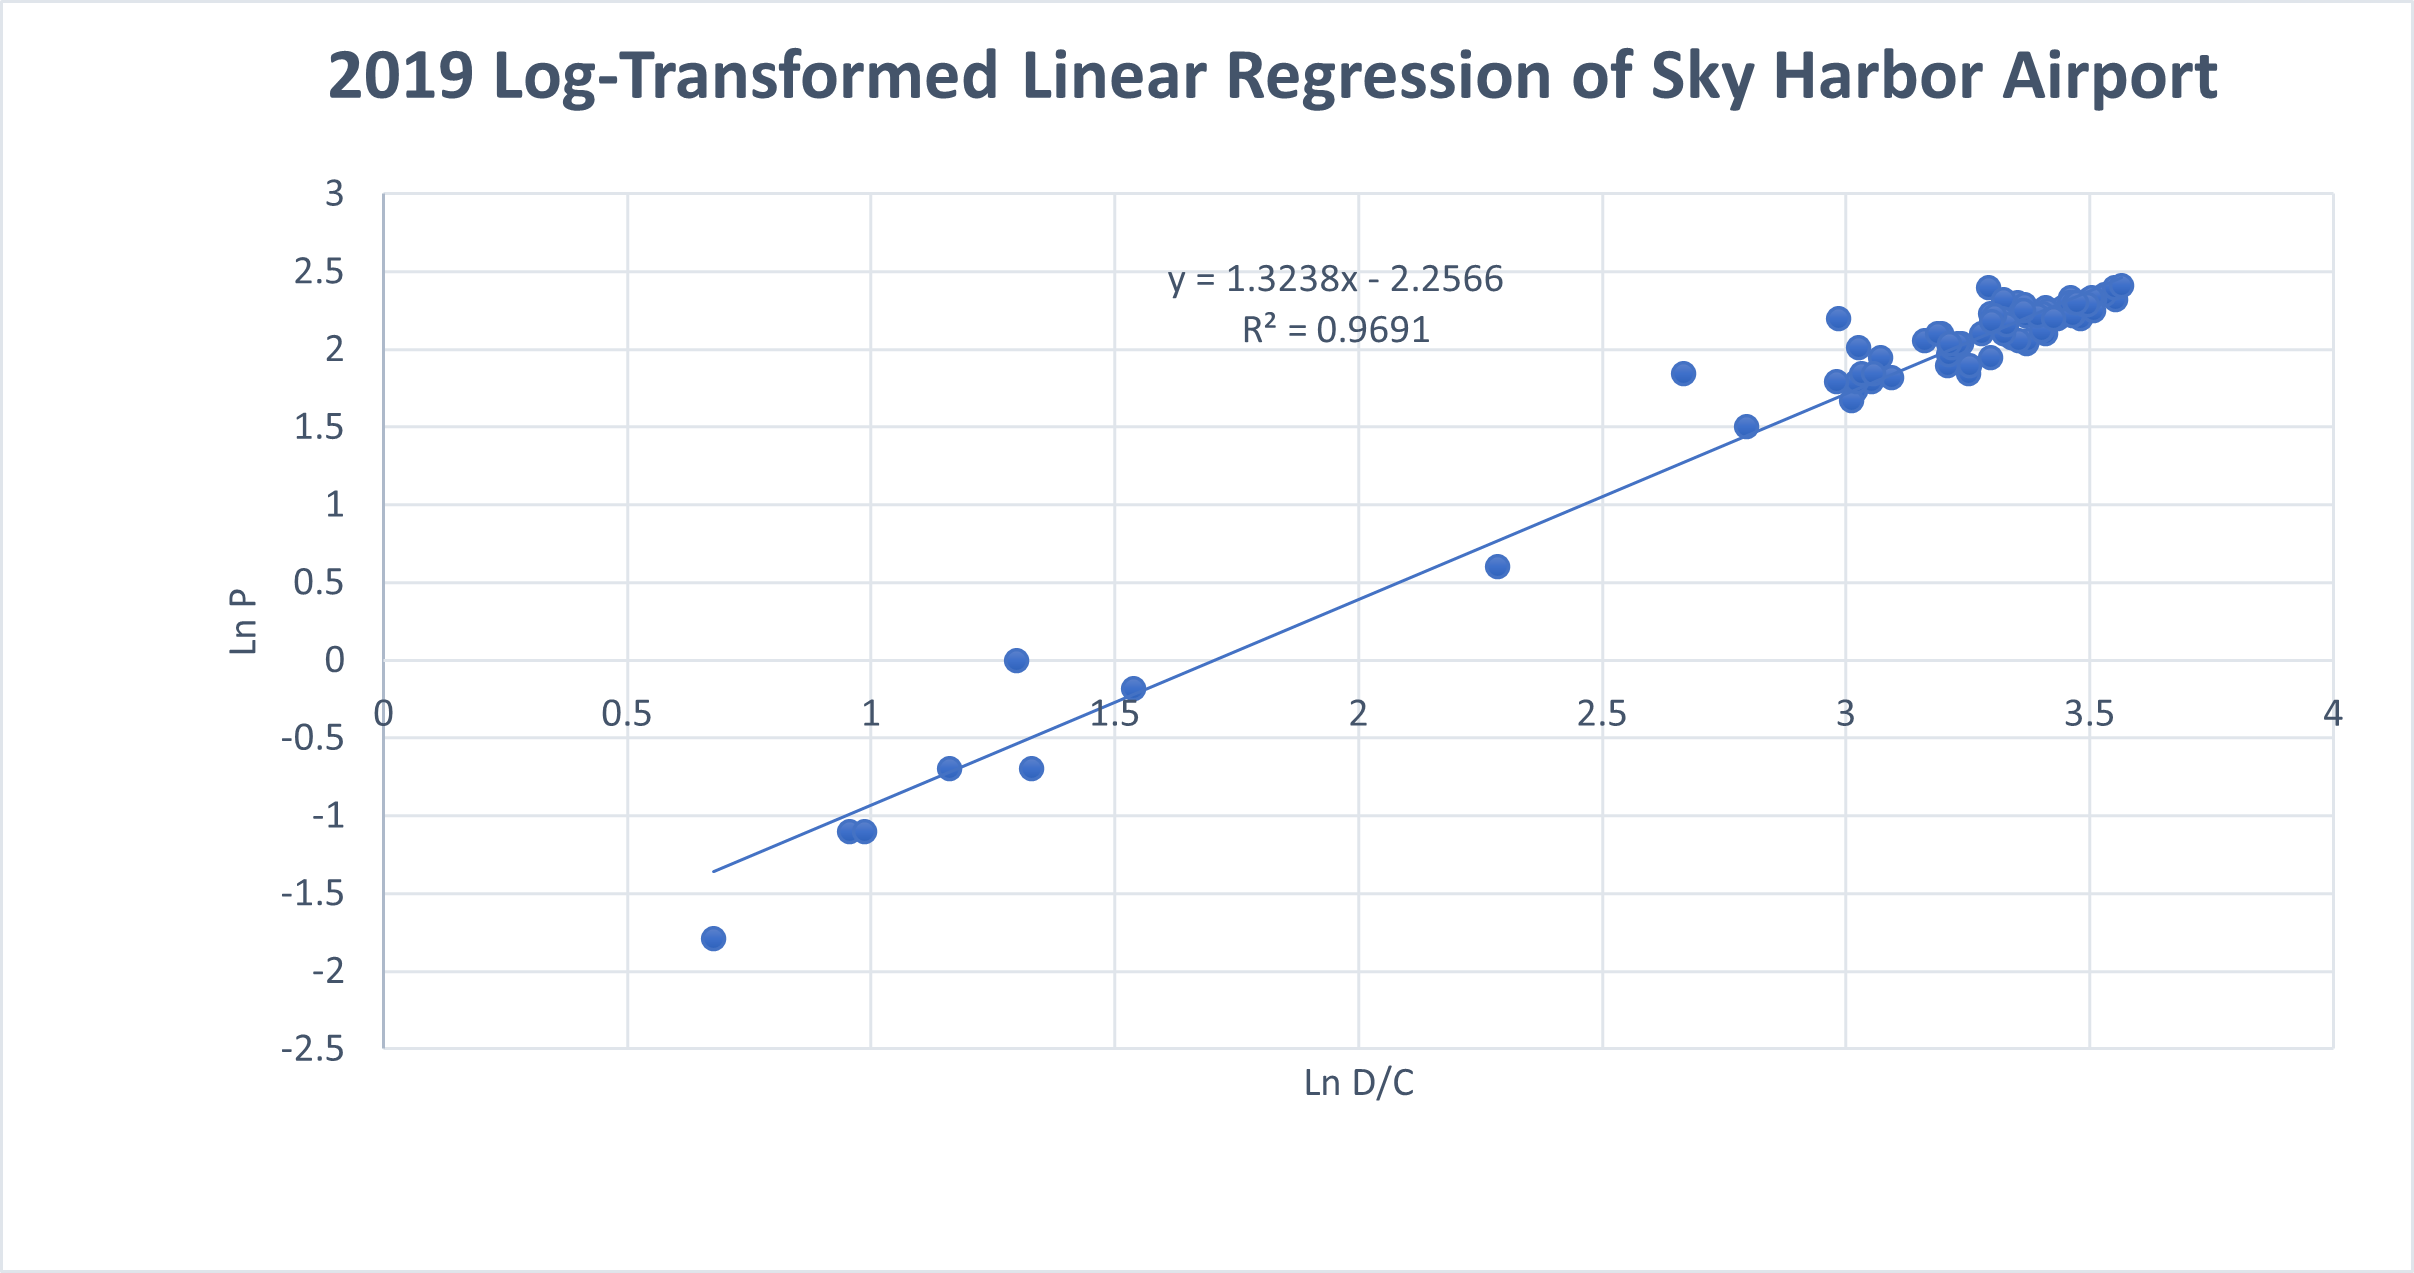 2019 Log-Transformed Linear Regression of Sky Harbor Airport
3
2.5
y = 1.3238x - 2.2566
R² = 0.9691
2
1.5
1
0.5
Ln P
0
0 0.5 1 1.5 2 2.5 3 3.5 4
-0.5
-1
-1.5
-2
-2.5
Ln D/C